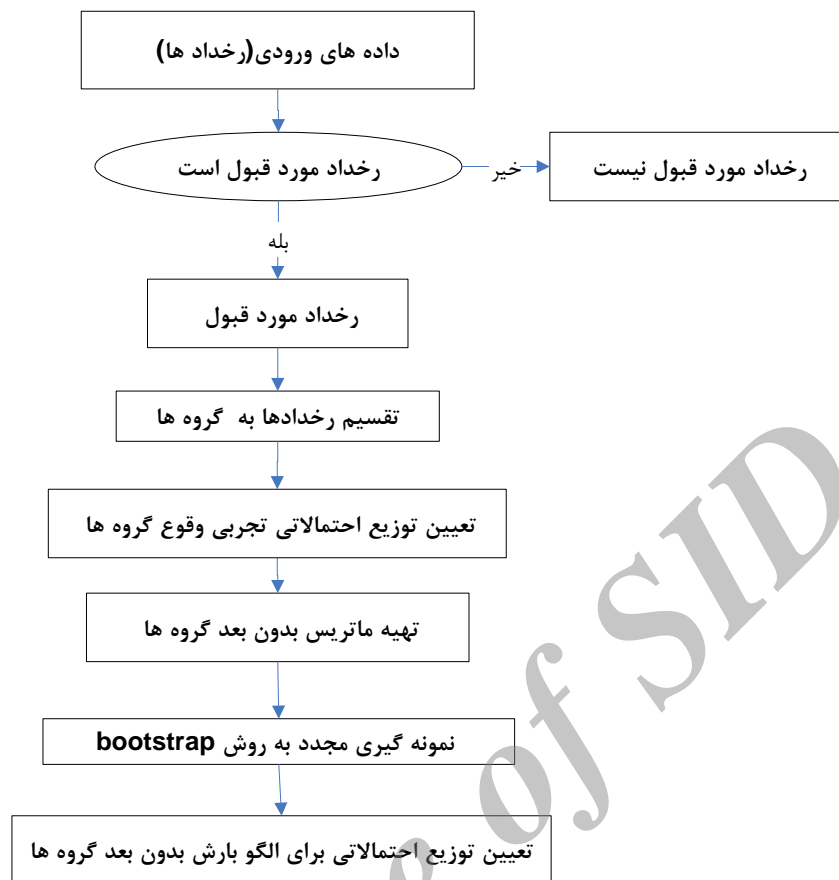 داده های ورودی(رخداد ها)
رخداد مورد قبول است
خیر
رخداد مورد قبول نیست
بله
رخداد مورد قبول
تقسیم رخدادها به گروه ها
تعیین توزیع احتمالاتی تجربی وقوع گروه ها
تهیه ماتریس بدون بعد گروه ها
نمونه گیری مجدد به روش bootstrap
تعیین توزیع احتمالاتی برای الگو بارش بدون بعد گروه ها
of SID